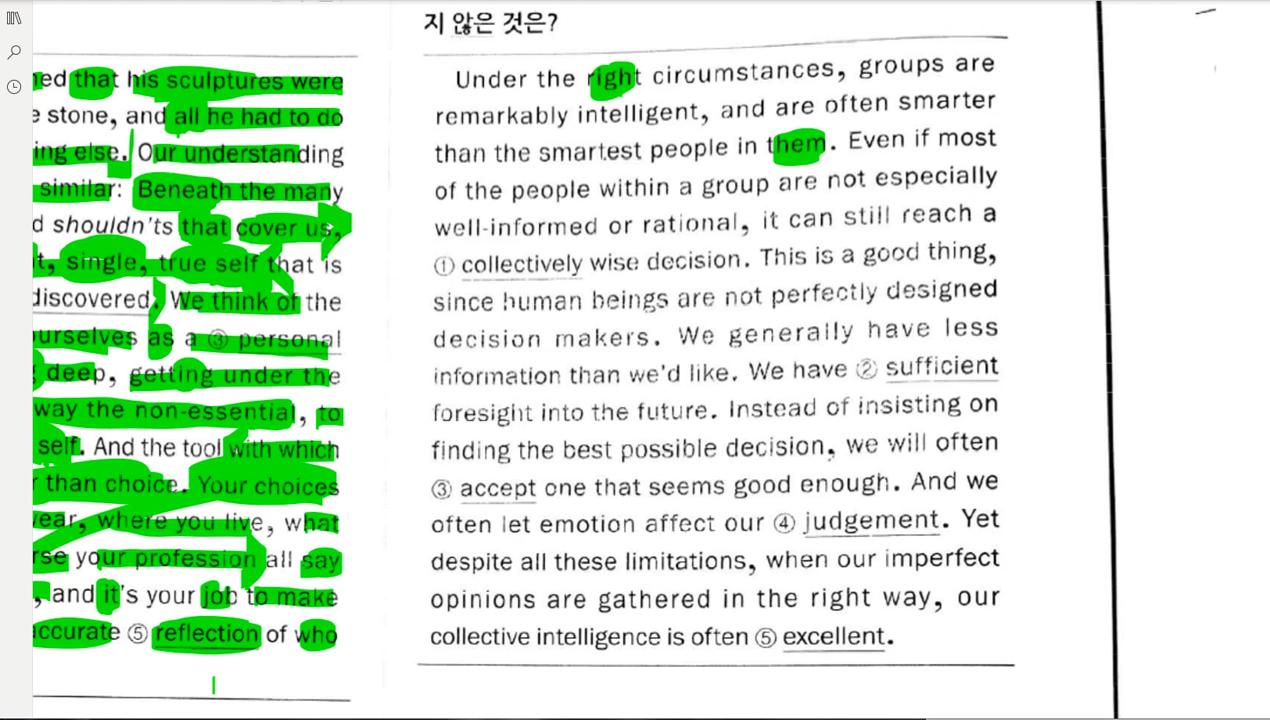 ed that his sculptures were
e stone, and all he had to do
ing else. Our understanding
similar: Beneath the many
d shouldn'ts that cover us,
t, single, true self that is
discovered. We think of the
ourselves as a ③ personal
g deep, getting under the
way the non-essential, to
self. And the tool with which
r than choice. Your choices
ear, where you live, what
rse your profession all say
, and it's your job to make
accurate ⑤ reflection of who
지 않은 것은?
Under the right circumstances, groups are
remarkably intelligent, and are often smarter
than the smartest people in them. Even if most
of the people within a group are not especially
well-informed or rational, it can still reach a
① collectively wise decision. This is a good thing,
since human beings are not perfectly designed
decision makers. We generally have less
information than we'd like. We have ② sufficient
foresight into the future. Instead of insisting on
finding the best possible decision, we will often
③ accept one that seems good enough. And we
often let emotion affect our ④ judgement. Yet
despite all these limitations, when our imperfect
opinions are gathered in the right way, our
collective intelligence is often ⑤ excellent.